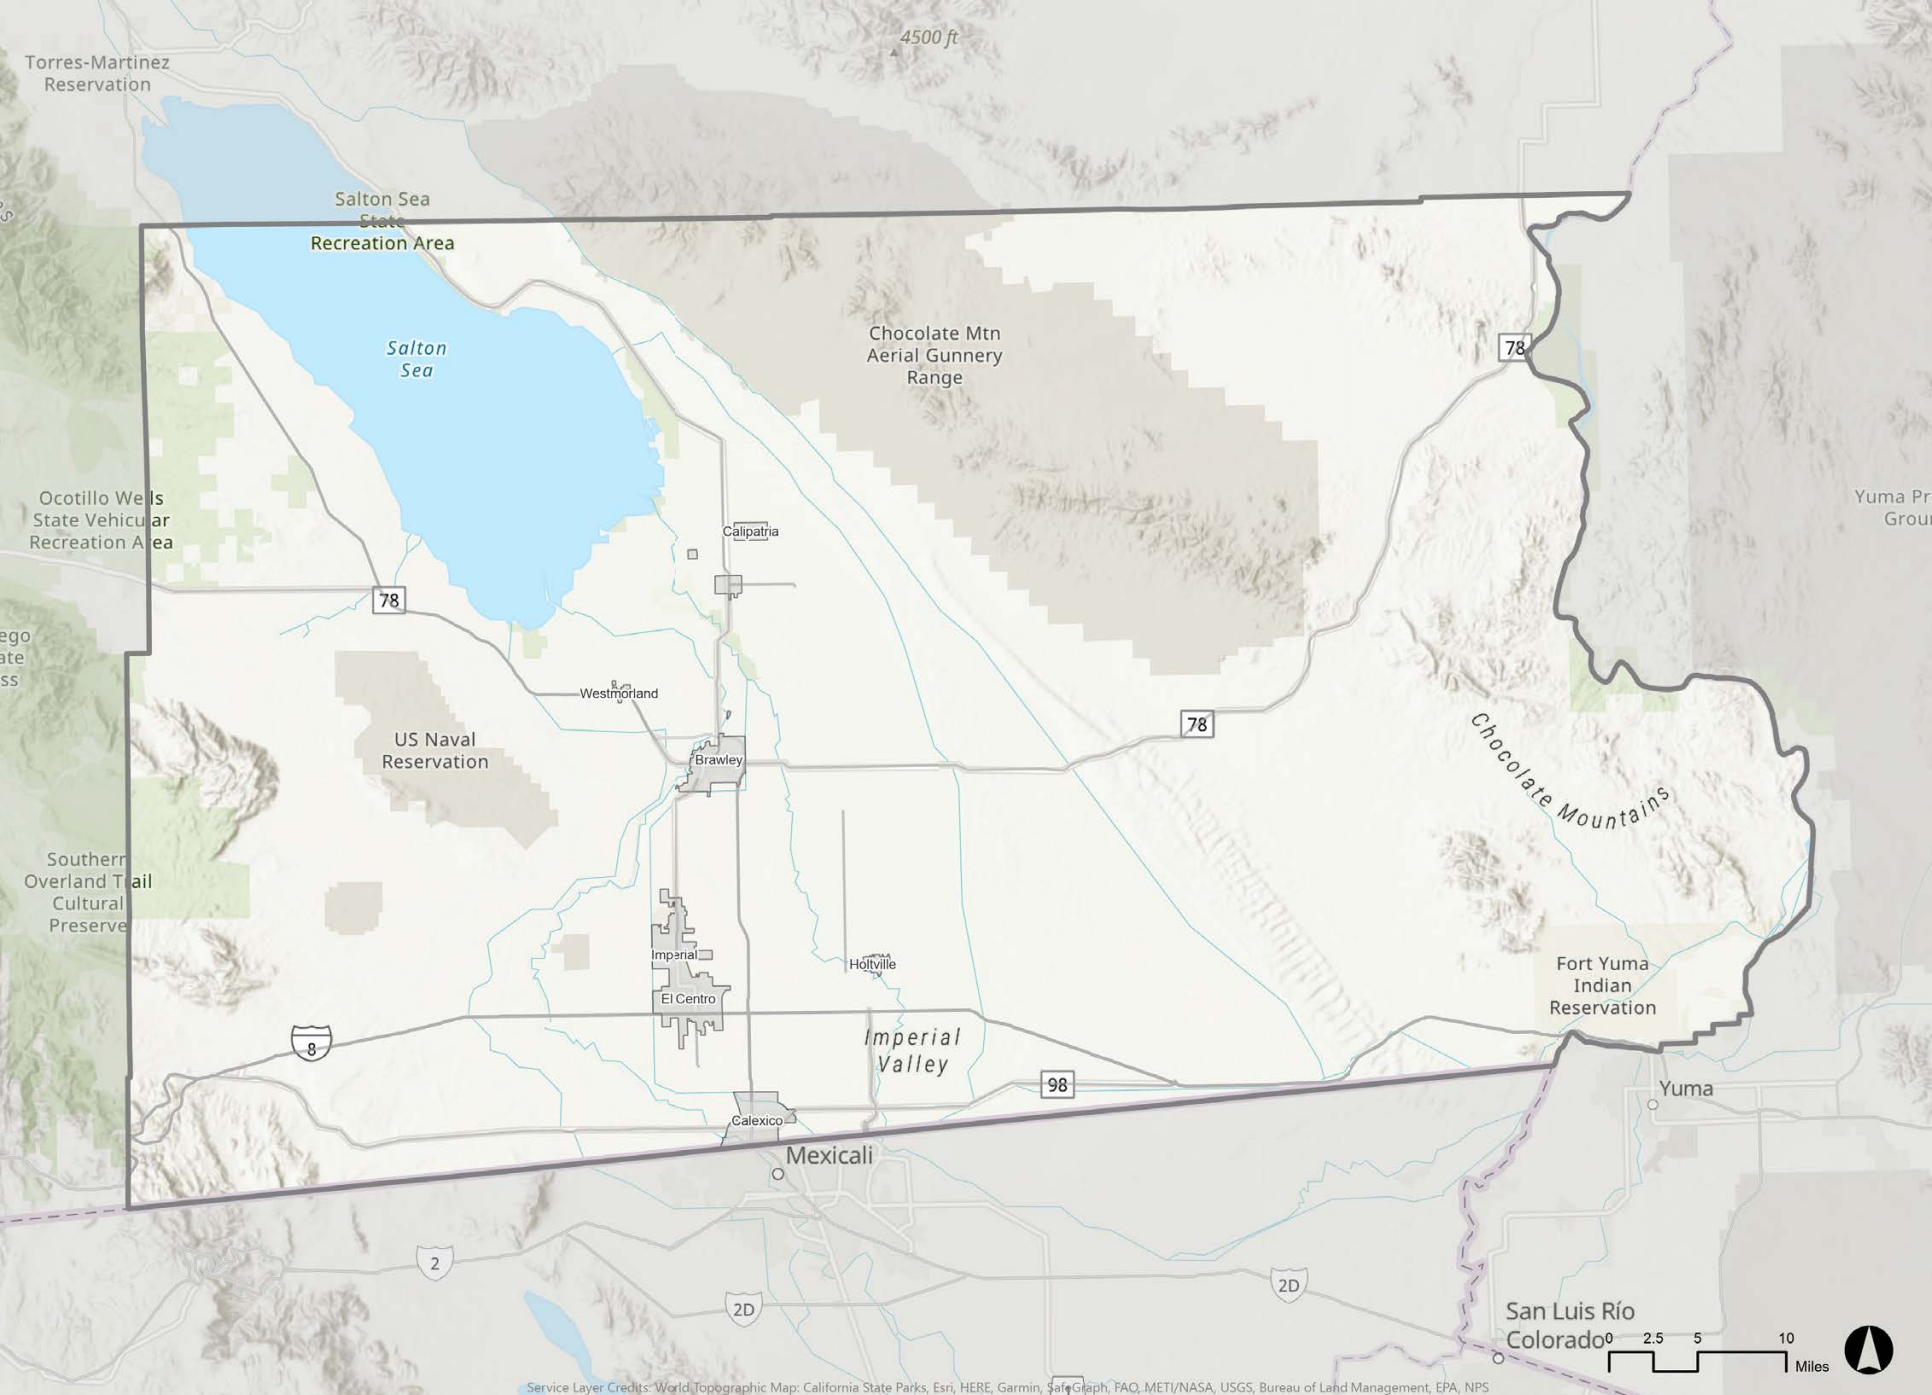 4500 ft
Torres-Martinez
Reservation
Salton Sea
State
Recreation Area
Salton
Sea
Chocolate Mtn
Aerial Gunnery
Range
78
Ocotillo Wells
State Vehicular
Recreation Area
Yuma Pr
Grou
Calipatria
78
ego
ate
ss
Westmorland
78
US Naval
Reservation
Brawley
Chocolate Mountains
Southern
Overland Trail
Cultural
Preserve
Imperial
Holtville
Fort Yuma
Indian
Reservation
El Centro
8
Imperial
Valley
98
Yuma
Calexico
Mexicali
2
2D
2D
San Luis Río
Colorado
0 2.5 5 10
Miles
Service Layer Credits: World Topographic Map: California State Parks, Esri, HERE, Garmin, SafeGraph, FAO, METI/NASA, USGS, Bureau of Land Management, EPA, NPS